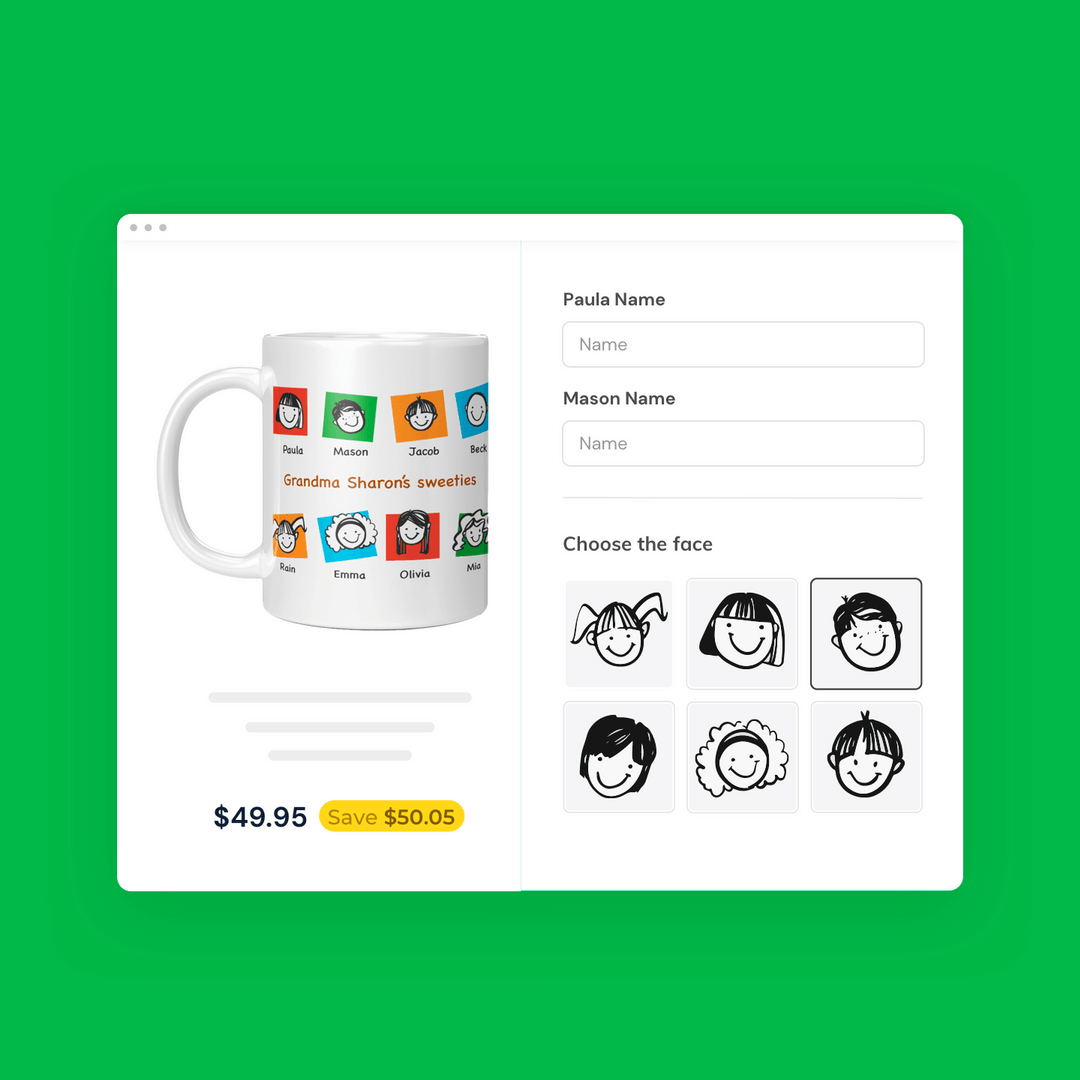 Paula Mason Jacob Beck
Grandma Sharon's sweeties
Rain Emma Olivia Mia
$49.95 Save $50.05
Paula Name
Name
Mason Name
Name
Choose the face